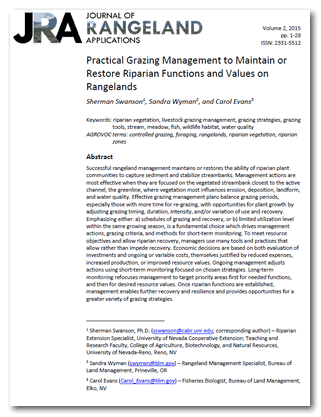 JRA
JOURNAL OF
RANGELAND
APPLICATIONS
Volume 2, 2015
pp. 1-28
ISSN: 2331-5512
Practical Grazing Management to Maintain or
Restore Riparian Functions and Values on
Rangelands
Sherman Swanson¹, Sandra Wyman², and Carol Evans³
Keywords: riparian vegetation, livestock grazing management, grazing strategies, grazing
tools, stream, meadow, fish, wildlife habitat, water quality
AGROVOC terms: controlled grazing, foraging, rangelands, riparian vegetation, riparian
zones
Abstract
Successful rangeland management maintains or restores the ability of riparian plant
communities to capture sediment and stabilize streambanks. Management actions are
most effective when they are focused on the vegetated streambank closest to the active
channel, the greenline, where vegetation most influences erosion, deposition, landform,
and water quality. Effective grazing management plans balance grazing periods,
especially those with more time for re-grazing, with opportunities for plant growth by
adjusting grazing timing, duration, intensity, and/or variation of use and recovery.
Emphasizing either: a) schedules of grazing and recovery, or b) limited utilization level
within the same growing season, is a fundamental choice which drives management
actions, grazing criteria, and methods for short-term monitoring. To meet resource
objectives and allow riparian recovery, managers use many tools and practices that
allow rather than impede recovery. Economic decisions are based on both evaluation of
investments and ongoing or variable costs, themselves justified by reduced expenses,
increased production, or improved resource values. Ongoing management adjusts
actions using short-term monitoring focused on chosen strategies. Long-term
monitoring refocuses management to target priority areas first for needed functions,
and then for desired resource values. Once riparian functions are established,
management enables further recovery and resilience and provides opportunities for a
greater variety of grazing strategies.
¹ Sherman Swanson, Ph.D. (sswanson@cabr.unr.edu; corresponding author) – Riparian
Extension Specialist, University of Nevada Cooperative Extension; Teaching and
Research Faculty, College of Agriculture, Biotechnology, and Natural Resources,
University of Nevada-Reno, Reno, NV
² Sandra Wyman (swyman@blm.gov) – Rangeland Management Specialist, Bureau of
Land Management, Prineville, OR
³ Carol Evans (Carol_Evans@blm.gov) – Fisheries Biologist, Bureau of Land Management,
Elko, NV